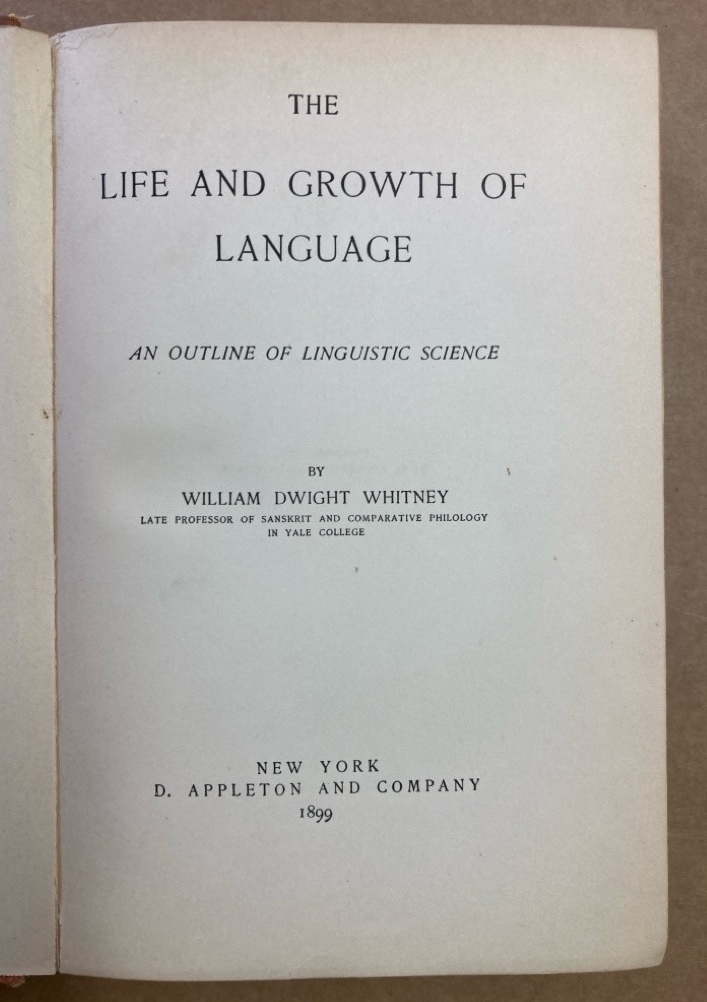 THE
LIFE AND GROWTH OF
LANGUAGE
AN OUTLINE OF LINGUISTIC SCIENCE
BY
WILLIAM DWIGHT WHITNEY
LATE PROFESSOR OF SANSKRIT AND COMPARATIVE PHILOLOGY
IN YALE COLLEGE
NEW YORK
D. APPLETON AND COMPANY
1899